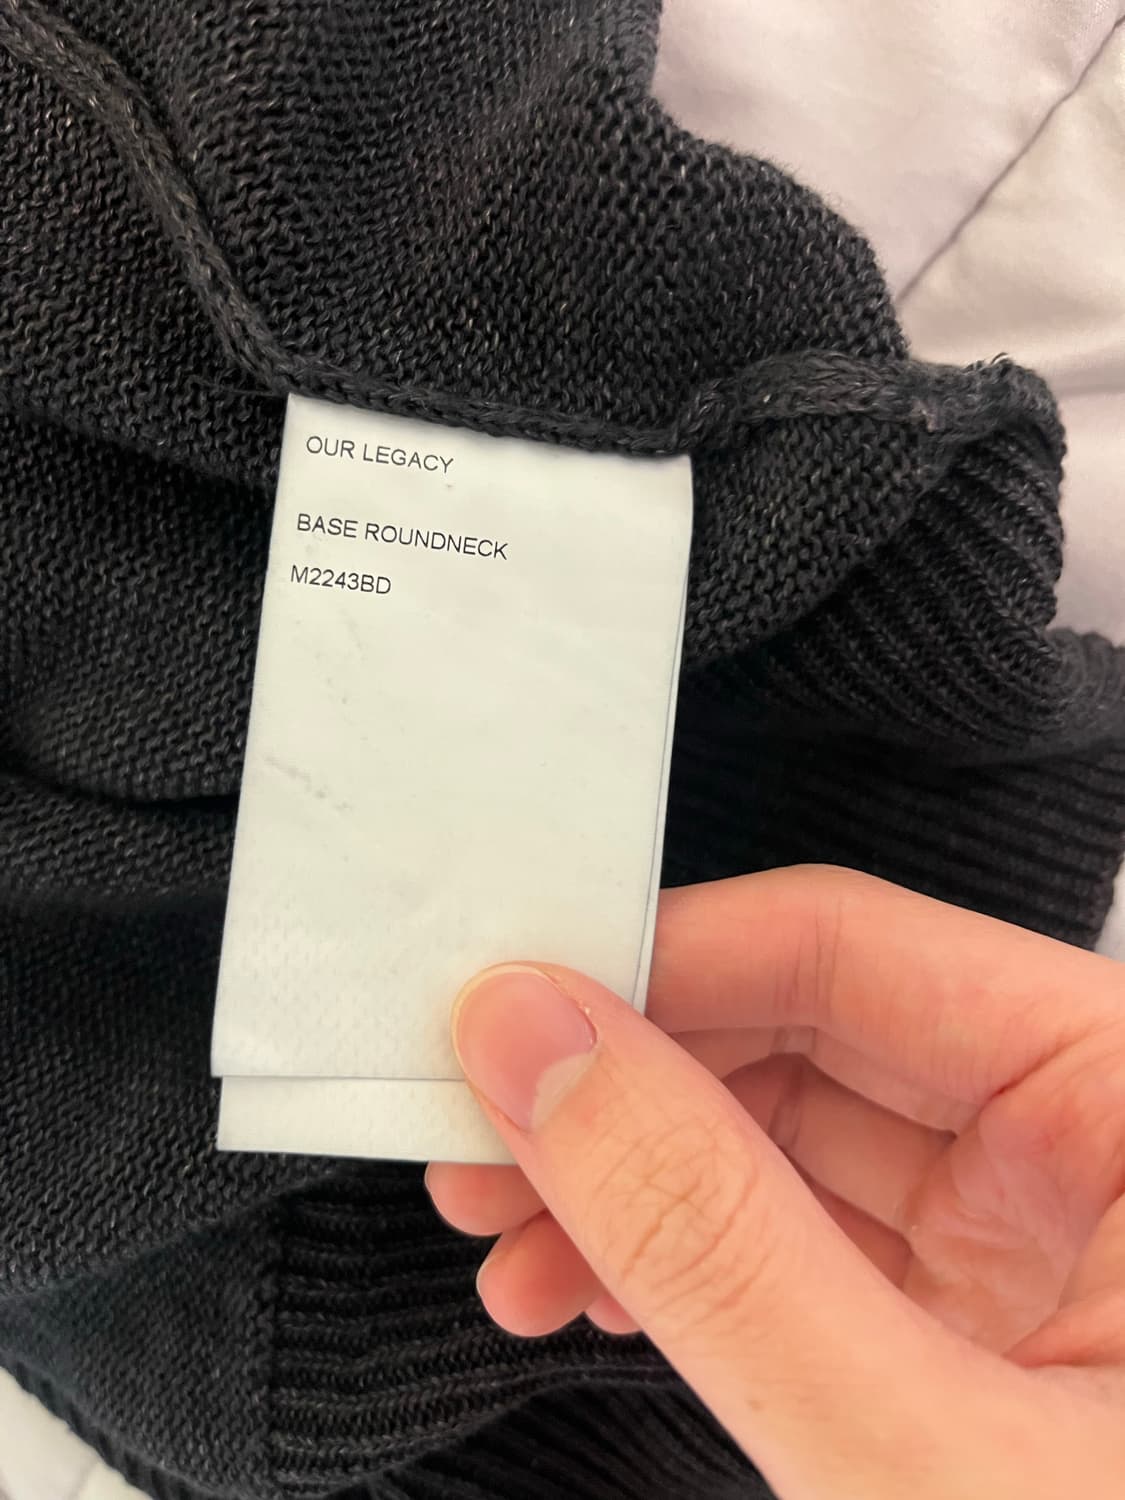 OUR LEGACY
BASE ROUNDNECK
M2243BD